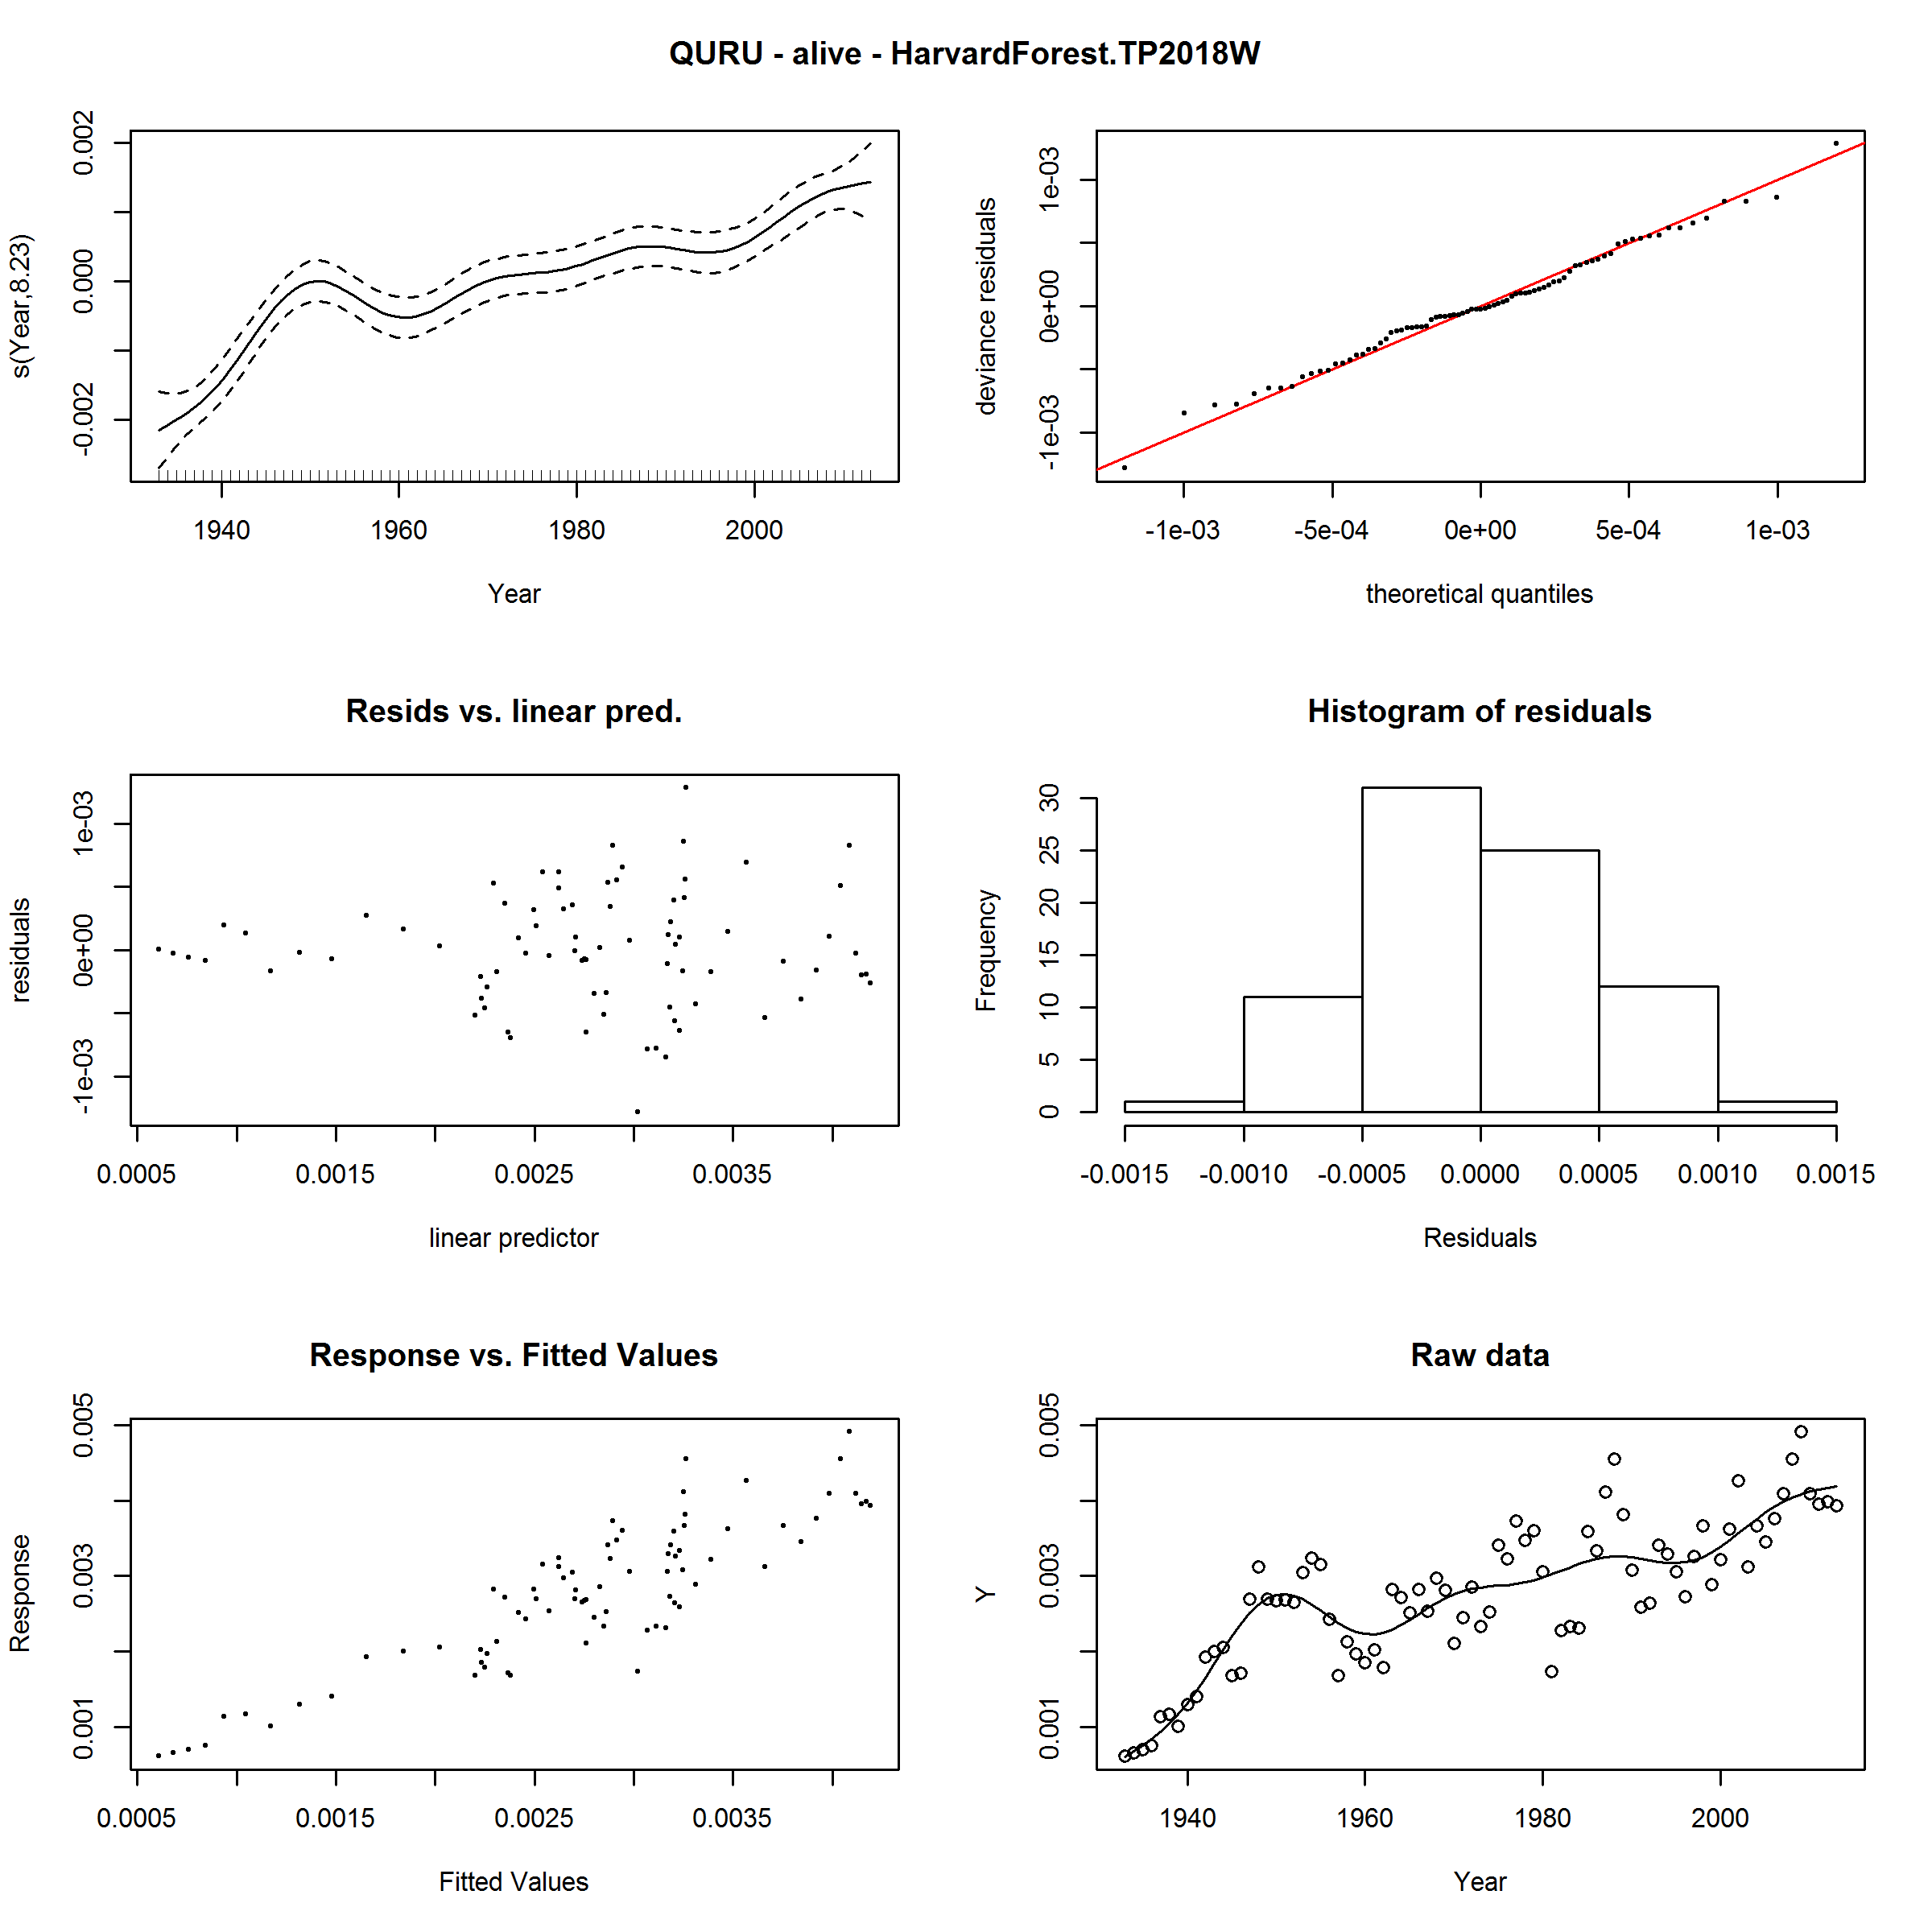 QURU - alive - HarvardForest.TP2018W
s(Year,8.23)
-0.002 0.000 0.002
1940 1960 1980 2000
Year
deviance residuals
-1e-03 0e+00 1e-03
-1e-03 -5e-04 0e+00 5e-04 1e-03
theoretical quantiles
Resids vs. linear pred.
residuals
-1e-03 0e+00 1e-03
0.0005 0.0015 0.0025 0.0035
linear predictor
Histogram of residuals
Frequency
0 5 10 15 20 25 30
-0.0015 -0.0010 -0.0005 0.0000 0.0005 0.0010 0.0015
Residuals
Response vs. Fitted Values
Response
0.001 0.003 0.005
0.0005 0.0015 0.0025 0.0035
Fitted Values
Raw data
Y
0.001 0.003 0.005
1940 1960 1980 2000
Year